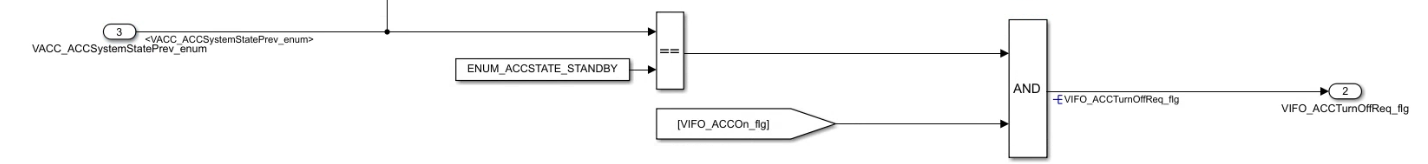 3
<VACC_ACCSystemStatePrev_enum>
VACC_ACCSystemStatePrev_enum
==
ENUM_ACCSTATE_STANDBY
[VIFO_ACCOn_flg]
AND
VIFO_ACCTurnOffReq_flg
2
VIFO_ACCTurnOffReq_flg